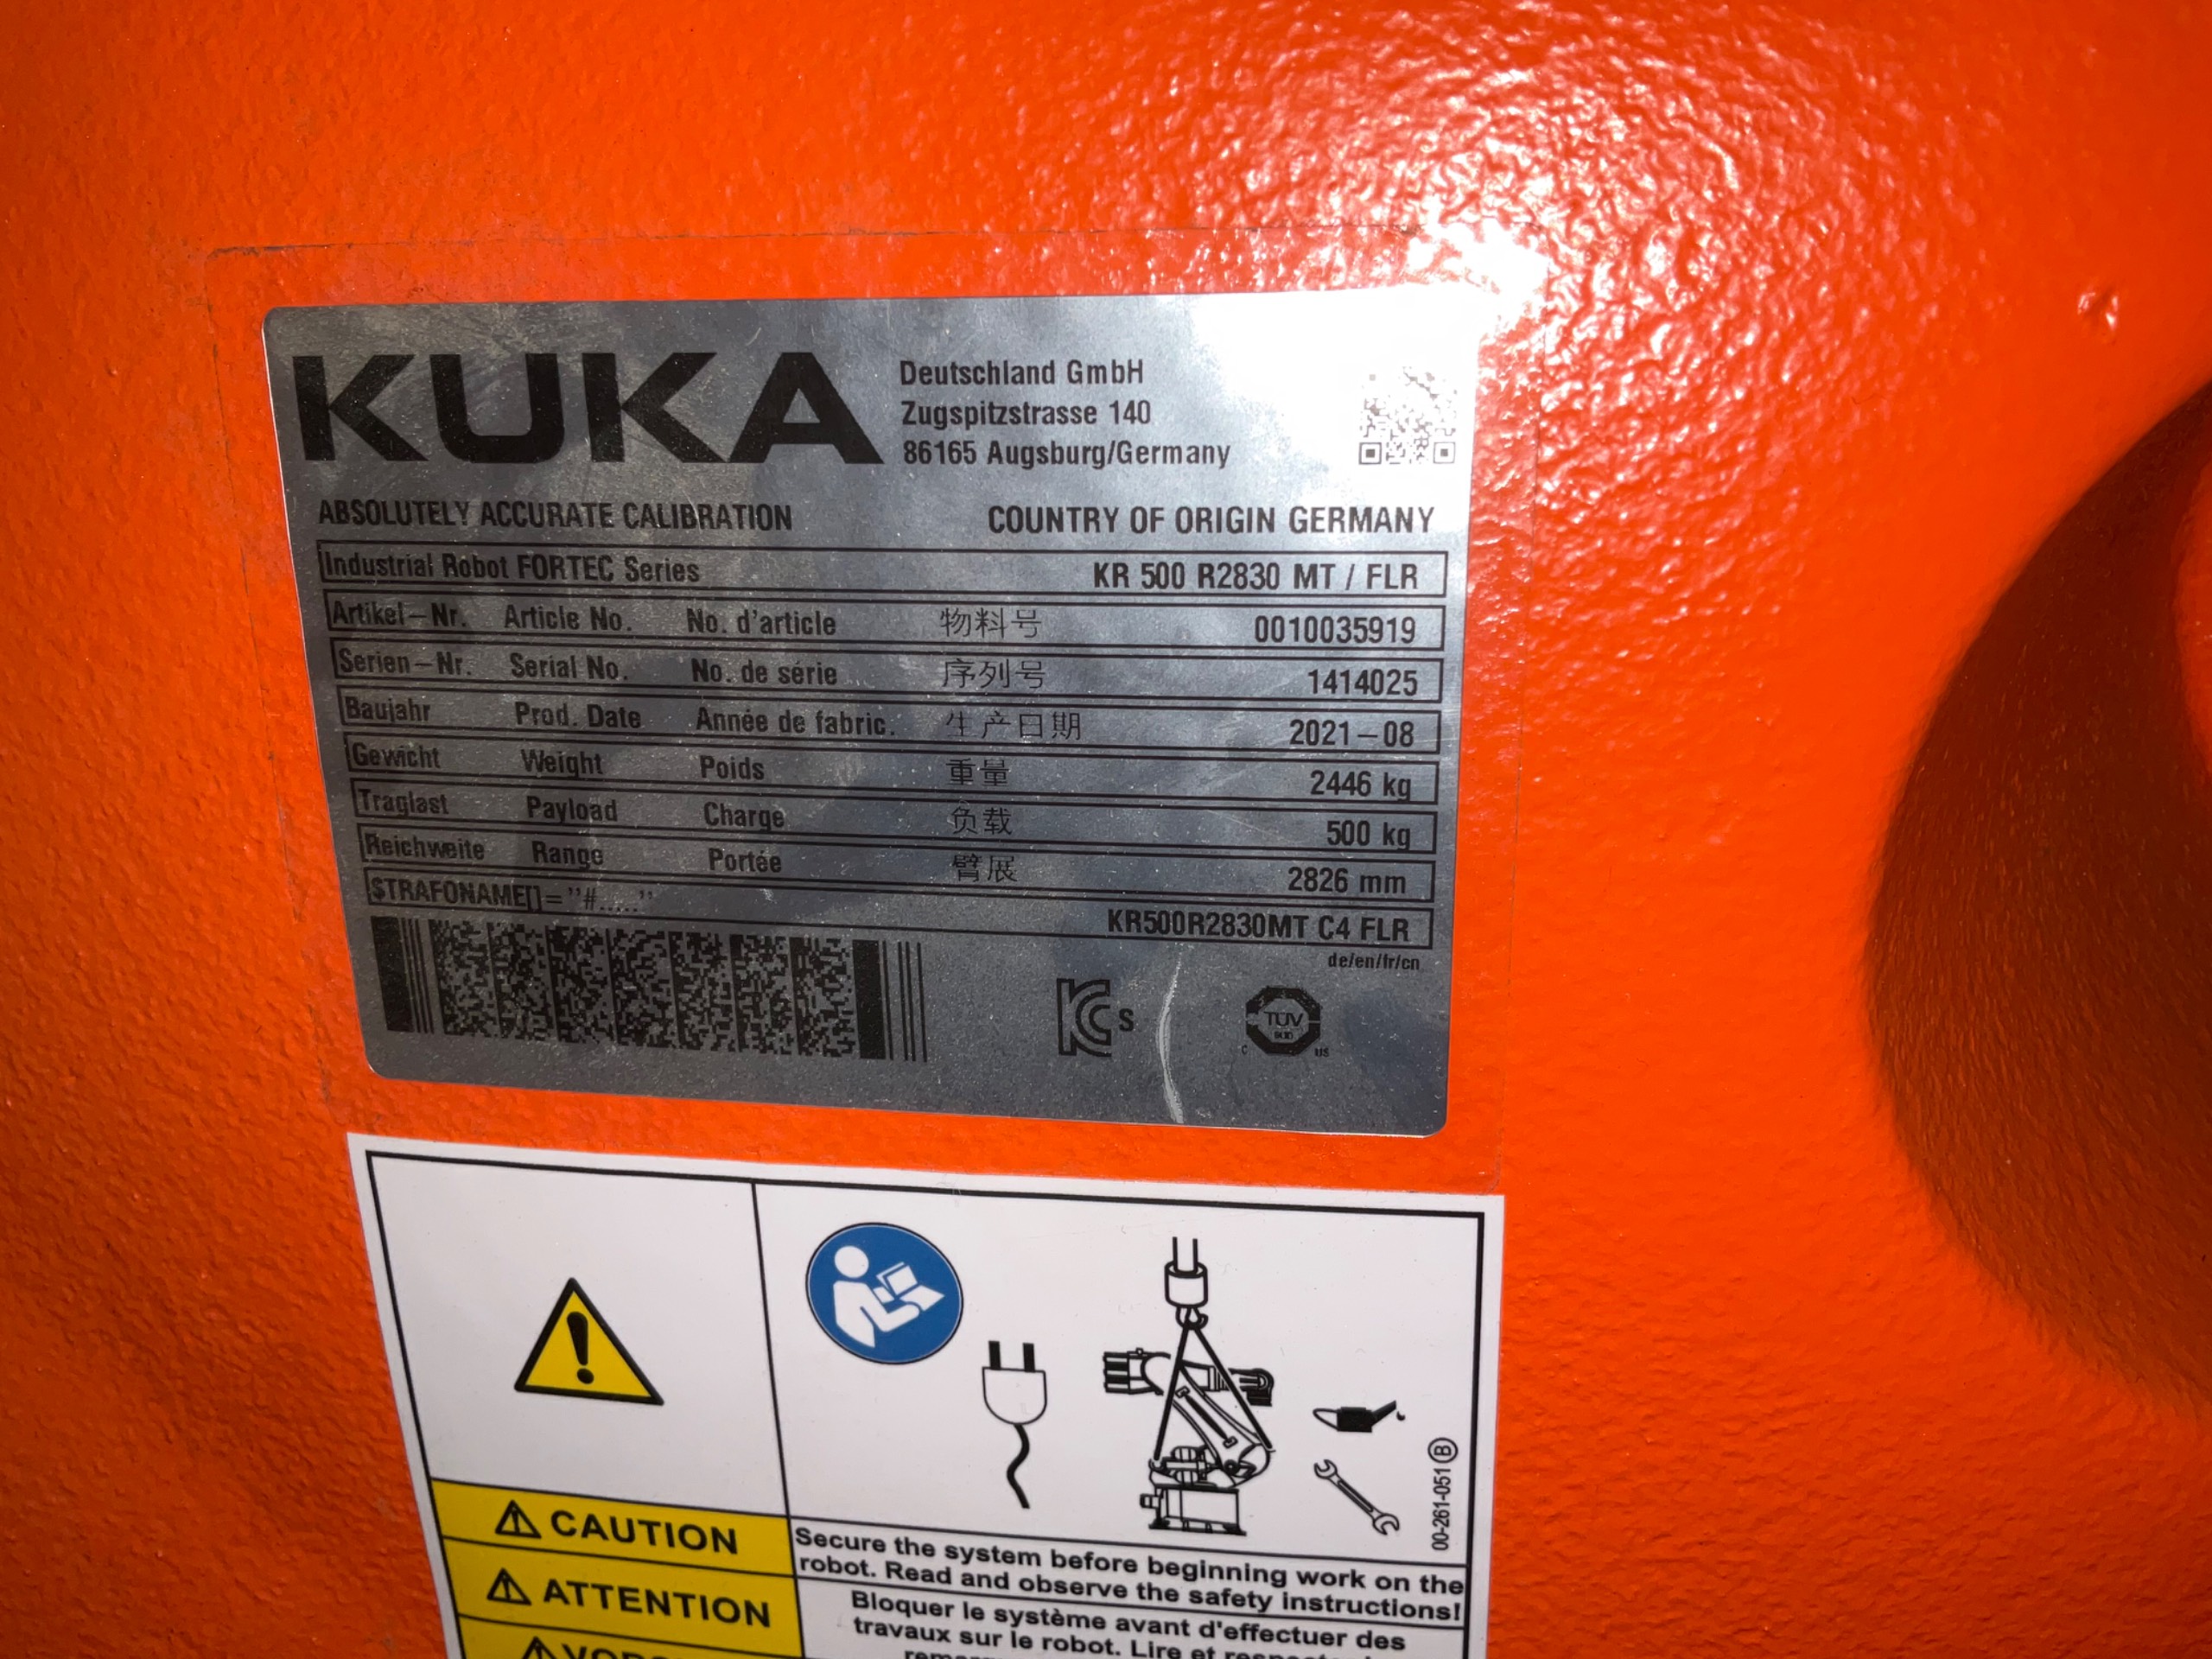 KUKA
Deutschland GmbH
Zugspitzstrasse 140
86165 Augsburg/Germany
ABSOLUTELY ACCURATE CALIBRATION COUNTRY OF ORIGIN GERMANY
Industrial Robot FORTEC Series KR 500 R2830 MT / FLR
Artikel-Nr. Article No. No. d'article 物料号 0010035919
Serien-Nr. Serial No. No. de série 序列号 1414025
Baujahr Prod. Date Année de fabric. 生产日期 2021-08
Gewicht Weight Poids 重量 2446 kg
Traglast Payload Charge 负载 500 kg
Reichweite Range Portée 臂展 2826 mm
$TRAFONAME[]="#....." KR500R2830MT C4 FLR
de/en/fr/cn
KC s
TÜV
SÜD
C US
00-261-051 B
CAUTION
Secure the system before beginning work on the
robot. Read and observe the safety instructions!
ATTENTION
Bloquer le système avant d'effectuer des
travaux sur le robot. Lire et